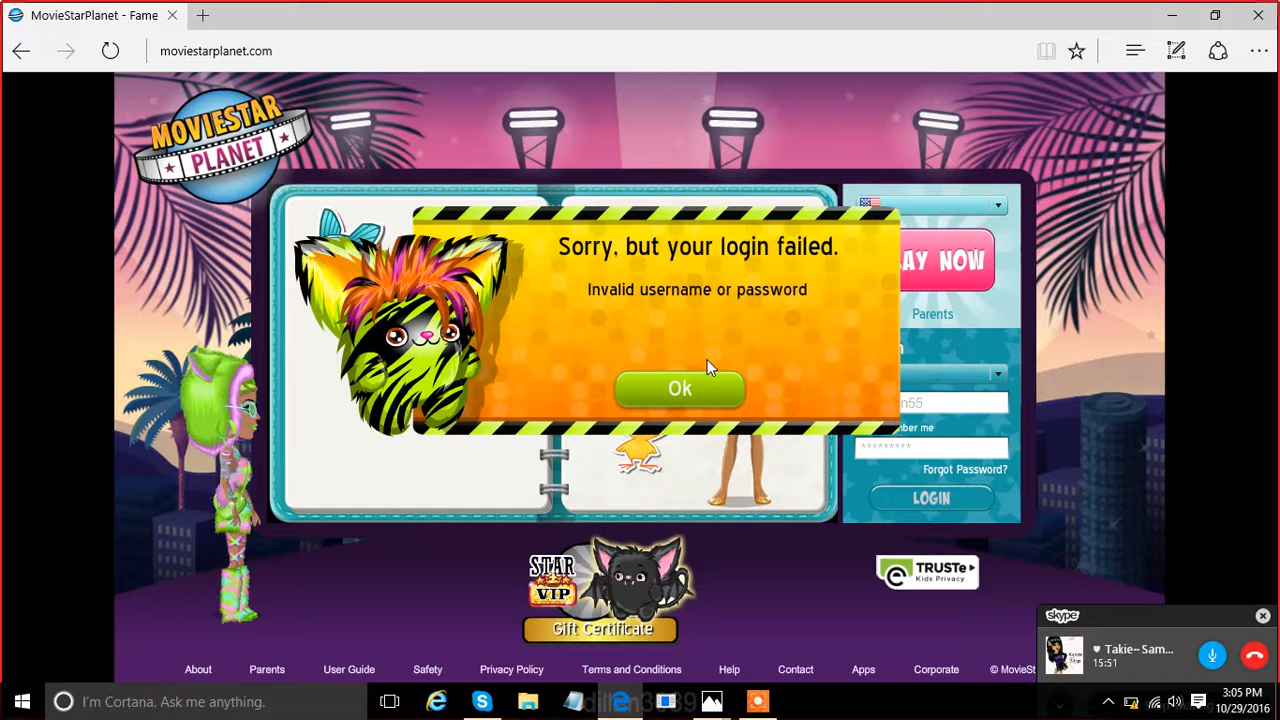 MovieStarPlanet - Fame
moviestarplanet.com
MOVIESTAR
PLANET
Sorry, but your login failed.
Invalid username or password
Ok
AY NOW
Parents
n
n55
mber me
*********
Forgot Password?
LOGIN
STAR
VIP
Gift Certificate
TRUSTe
Kids Privacy
About
Parents
User Guide
Safety
Privacy Policy
Terms and Conditions
Help
Contact
Apps
Corporate
© MovieSt
skype
♥ Takie~Sam...
15:51
I'm Cortana. Ask me anything.
3:05 PM
10/29/2016